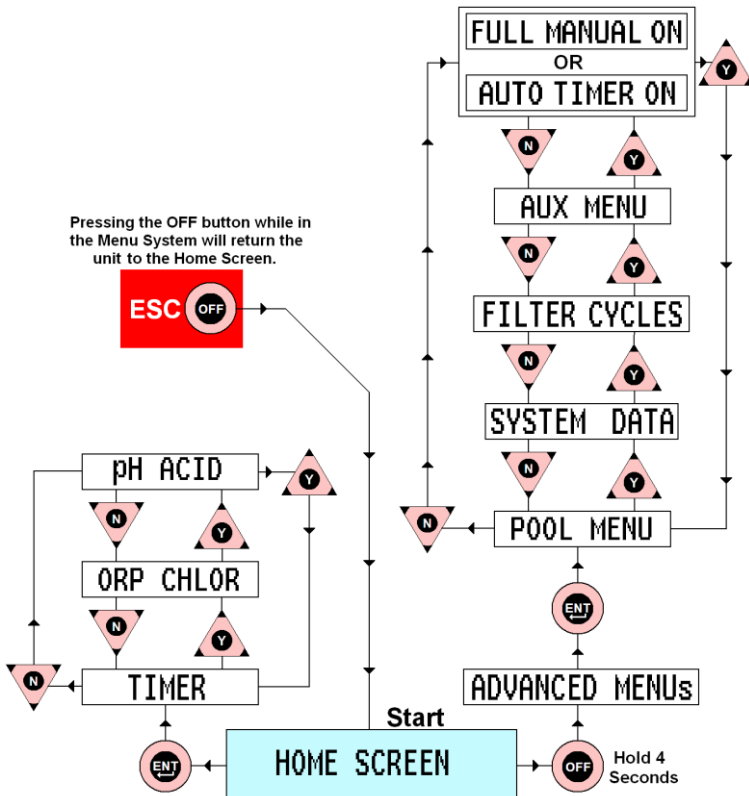 FULL MANUAL ON
OR
AUTO TIMER ON
Y
N
Y
AUX MENU
N
Y
FILTER CYCLES
N
Y
SYSTEM DATA
N
Y
N
POOL MENU
ENT
ADVANCED MENUs
OFF
Hold 4
Seconds
Pressing the OFF button while in
the Menu System will return the
unit to the Home Screen.
ESC OFF
pH ACID
Y
N
Y
ORP CHLOR
N
Y
N
TIMER
ENT
Start
HOME SCREEN